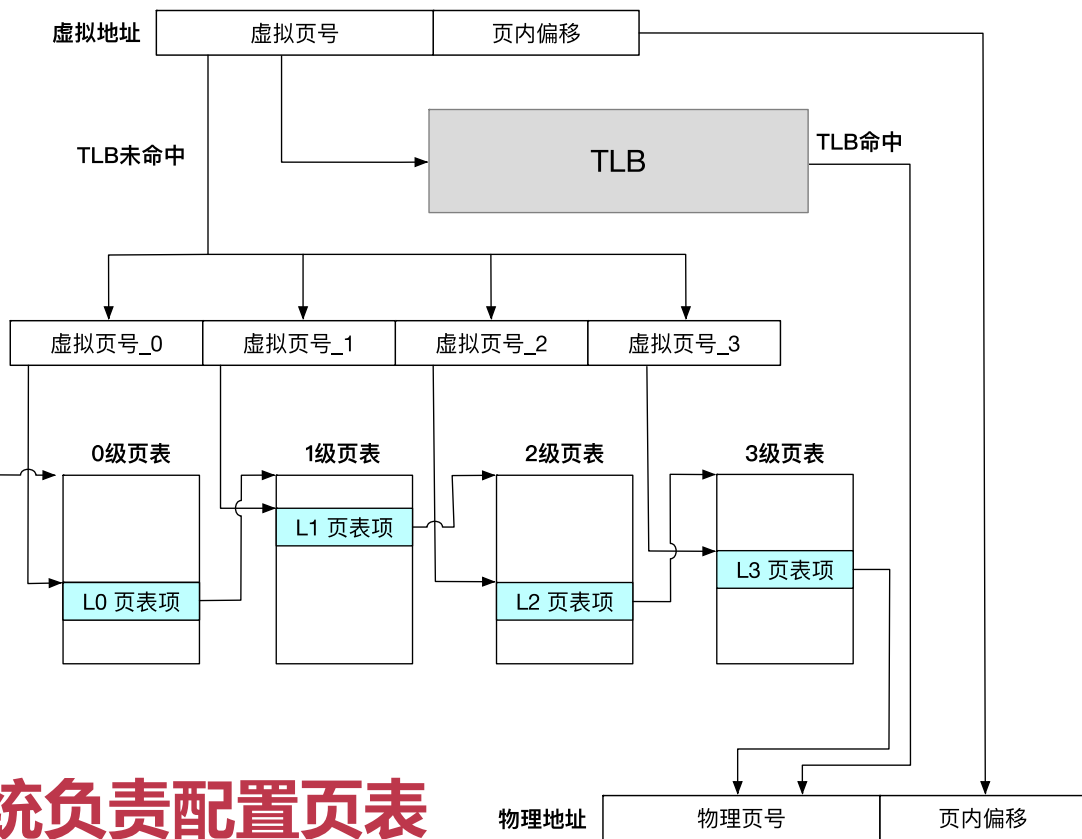 虚拟地址
虚拟页号
页内偏移
TLB未命中
TLB
TLB命中
虚拟页号_0
虚拟页号_1
虚拟页号_2
虚拟页号_3
0级页表
1级页表
2级页表
3级页表
L1 页表项
L3 页表项
L0 页表项
L2 页表项
统负责配置页表
物理地址
物理页号
页内偏移